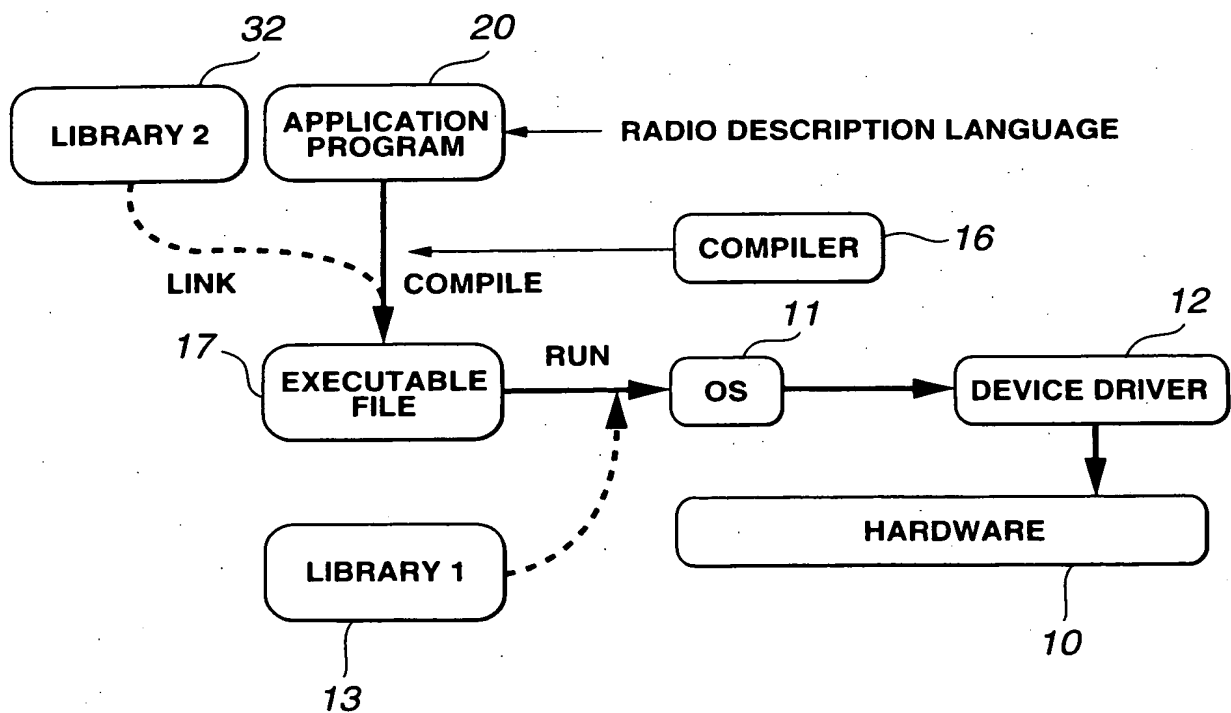 32
20
LIBRARY 2
APPLICATION
PROGRAM
RADIO DESCRIPTION LANGUAGE
COMPILER
16
LINK
COMPILE
17
EXECUTABLE
FILE
RUN
11
OS
12
DEVICE DRIVER
HARDWARE
LIBRARY 1
10
13